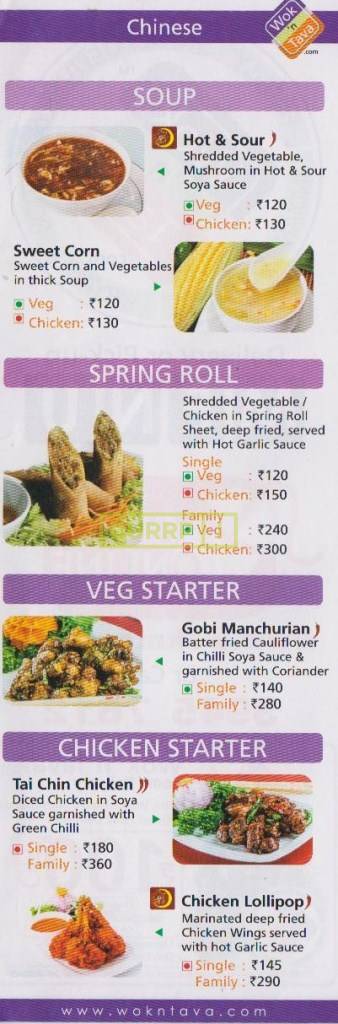 Chinese
Wok
'n
Tava
.com
SOUP
Hot & Sour
Shredded Vegetable,
Mushroom in Hot & Sour
Soya Sauce
Veg : ₹120
Chicken: ₹130
Sweet Corn
Sweet Corn and Vegetables
in thick Soup
Veg : ₹120
Chicken: ₹130
SPRING ROLL
Shredded Vegetable /
Chicken in Spring Roll
Sheet, deep fried, served
with Hot Garlic Sauce
Single
Veg : ₹120
Chicken: ₹150
Family
Veg : ₹240
Chicken: ₹300
VEG STARTER
Gobi Manchurian
Batter fried Cauliflower
in Chilli Soya Sauce &
garnished with Coriander
Single : ₹140
Family : ₹280
CHICKEN STARTER
Tai Chin Chicken
Diced Chicken in Soya
Sauce garnished with
Green Chilli
Single : ₹180
Family : ₹360
Chicken Lollipop
Marinated deep fried
Chicken Wings served
with hot Garlic Sauce
Single : ₹145
Family : ₹290
www.wokntava.com